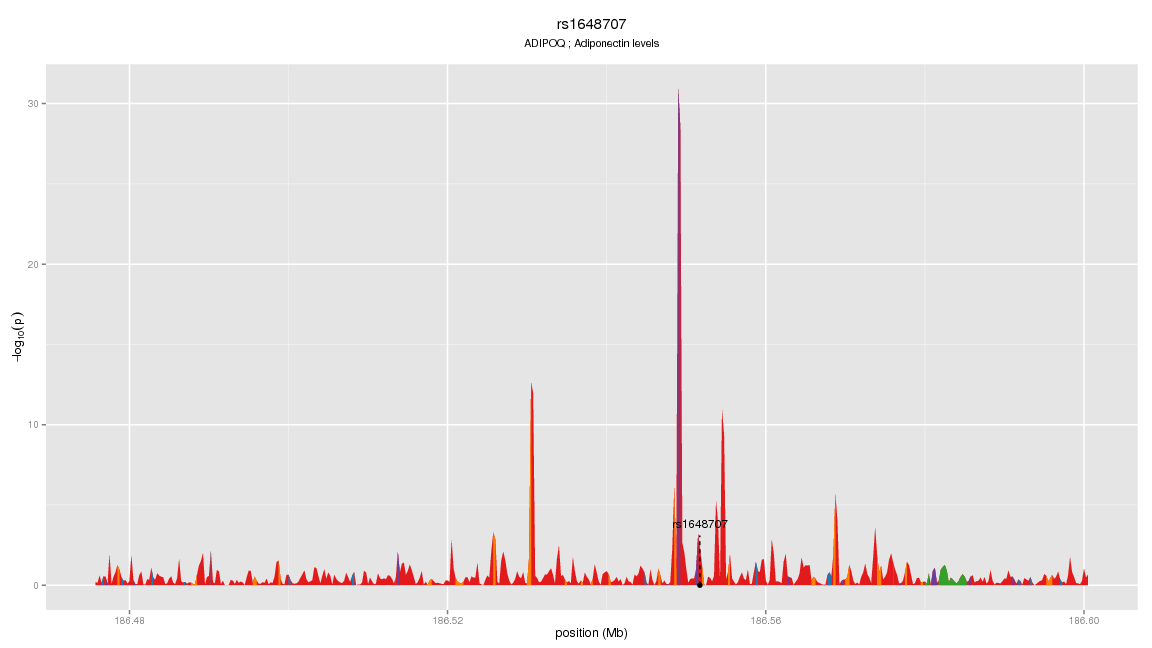 rs1648707
ADIPOQ ; Adiponectin levels
30
20
10
0
−log10(p)
rs1648707
186.48
186.52
186.56
186.60
position (Mb)